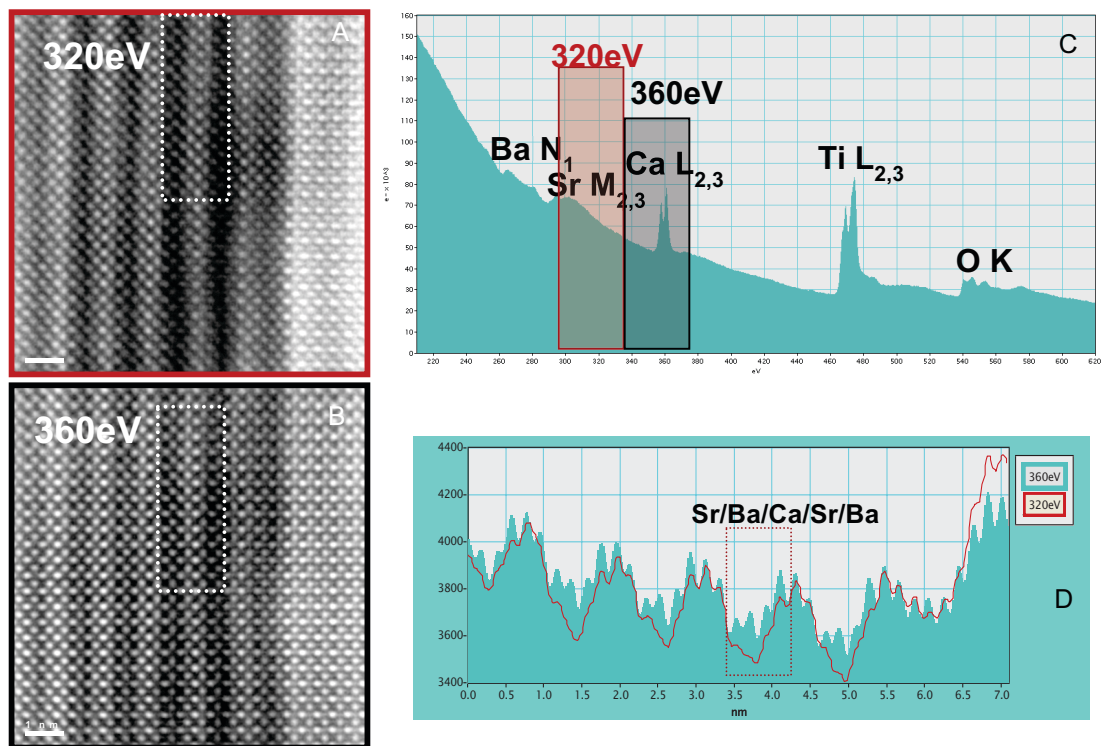 A
320eV
B
360eV
1 nm
C
320eV
360eV
Ba N1
Sr M2,3
Ca L2,3
Ti L2,3
O K
e- x 10^3
160
150
140
130
120
110
100
90
80
70
60
50
40
30
20
10
0
220 240 260 280 300 320 340 360 380 400 420 440 460 480 500 520 540 560 580 600 620
eV
4400
4200
4000
3800
3600
3400
Sr/Ba/Ca/Sr/Ba
360eV
320eV
D
0.0 0.5 1.0 1.5 2.0 2.5 3.0 3.5 4.0 4.5 5.0 5.5 6.0 6.5 7.0
nm